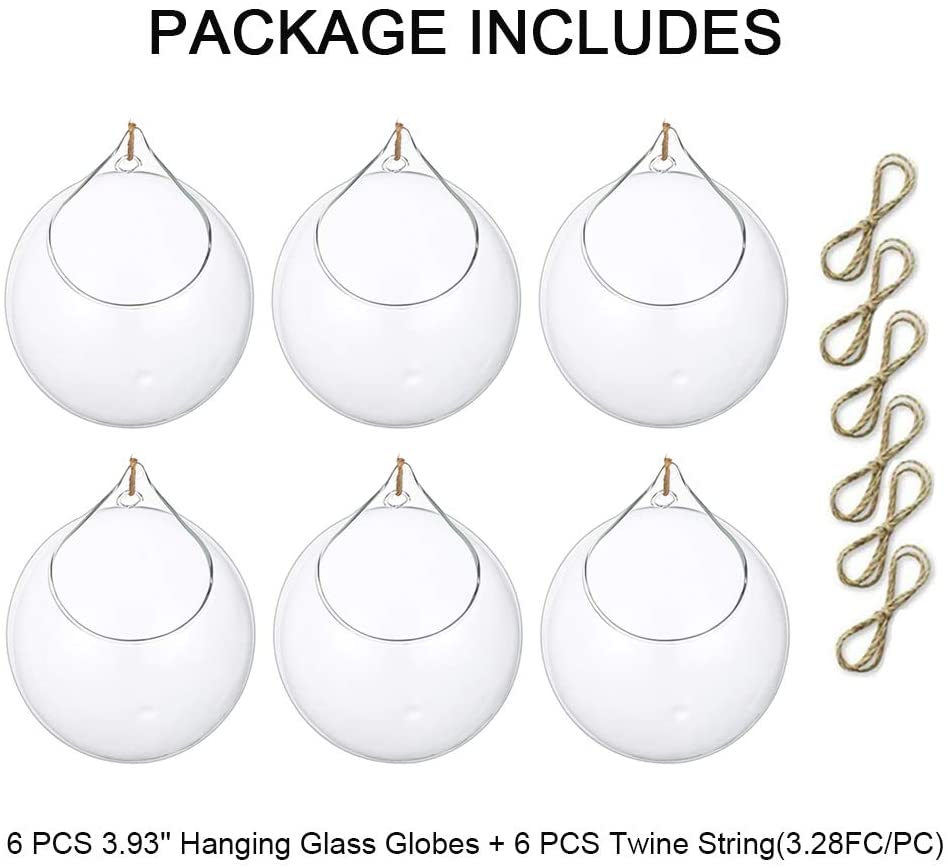 PACKAGE INCLUDES
6 PCS 3.93" Hanging Glass Globes + 6 PCS Twine String(3.28FC/PC)